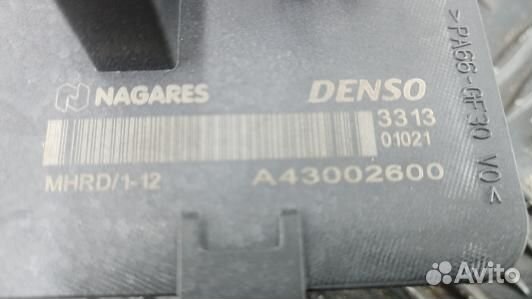 NAGARES DENSO
3313
01021
MHRD/1-12 A43002600
>PA66-GF30 V0<
Avito